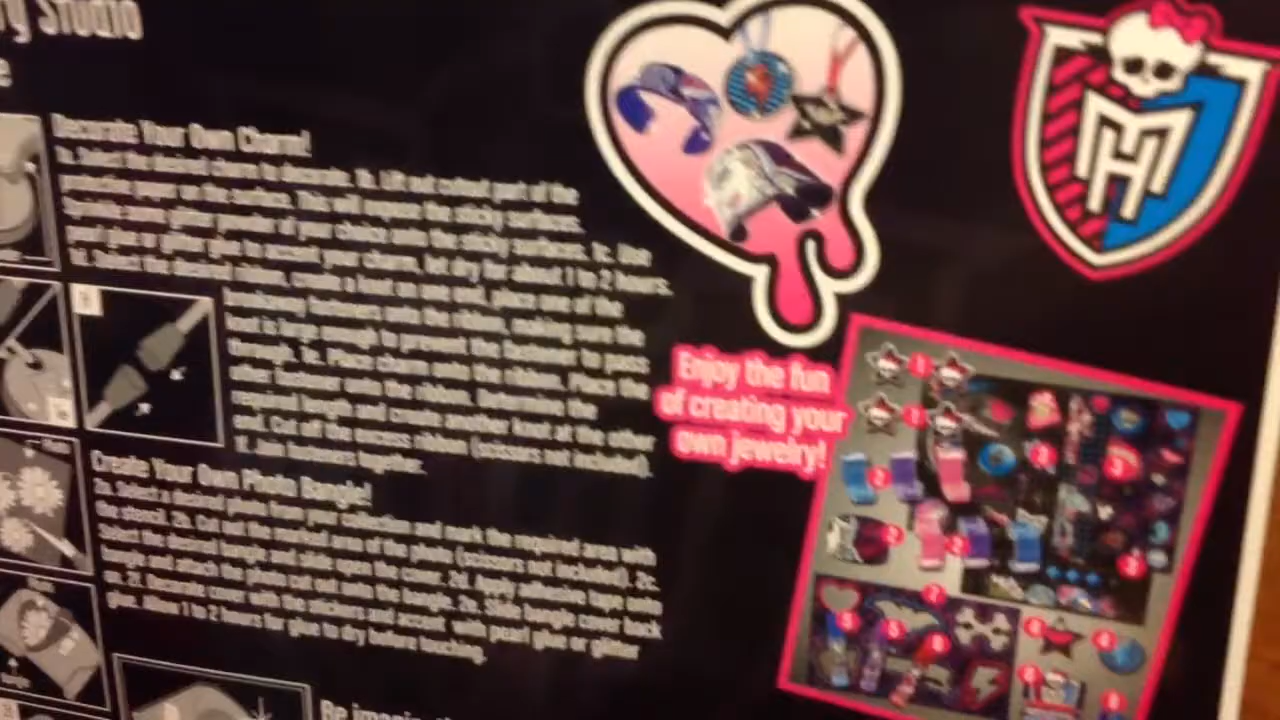 ry Studio
e
Decorate Your Own Charm!
1a. Select the desired charm to decorate. 1b. Lift out colored part of the
the stickers. This will expose the sticky surfaces.
Sprinkle some glitter powder of your choice onto the sticky surfaces. 1c. Use
pearl glue or glitter glue to accent your charm, let dry for about 1 to 2 hours.
1d. Select the desired ribbon, create a knot on one end, place one of the
fasteners onto the ribbon, making sure the
knot is large enough to prevent the fastener to pass
through. 1e. Place charm onto the ribbon. Place the
other fastener onto the ribbon. Determine the
required length and create another knot at the other
end. Cut off the excess ribbon (scissors not included).
1f. Join fasteners together.
Create Your Own Photo Bangle!
2a. Select a desired photo from your collection and mark the required area with
the stencil. 2b. Cut out the marked area of the photo (scissors not included). 2c.
Select the desired bangle and slide open the cover. 2d. Apply adhesive tape onto
bangle and attach the photo cut out onto the bangle. 2e. Slide bangle cover back
on. 2f. Decorate cover with the stickers and accent with pearl glue or glitter
glue. Allow 1 to 2 hours for glue to dry before touching.
Be
Enjoy the fun
of creating your
own jewelry!
MH